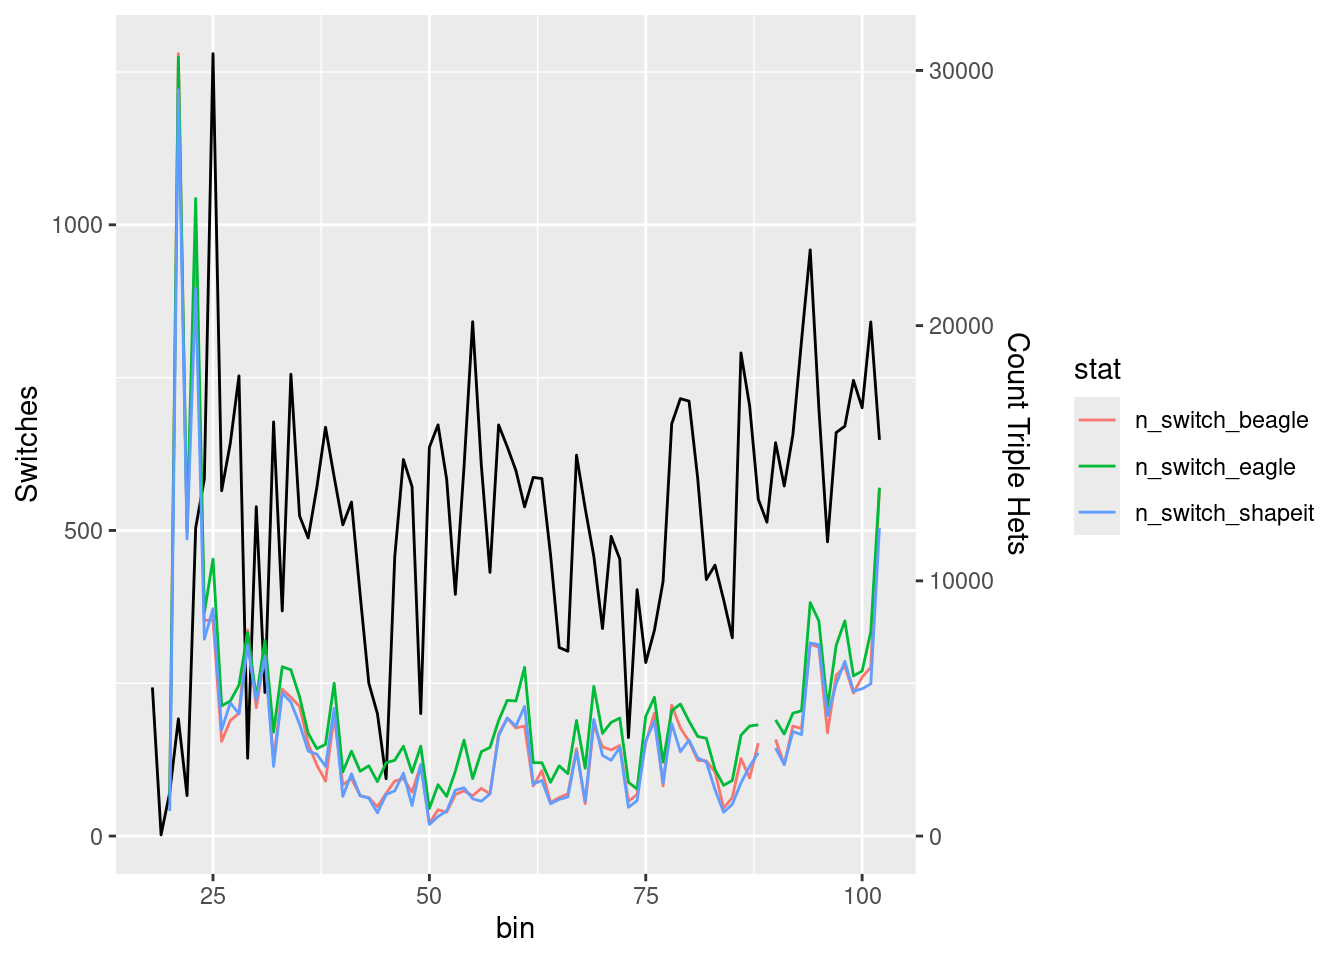 Switches
1000
500
0
30000
20000
10000
0
Count Triple Hets
25
50
75
100
bin
stat
n_switch_beagle
n_switch_eagle
n_switch_shapeit